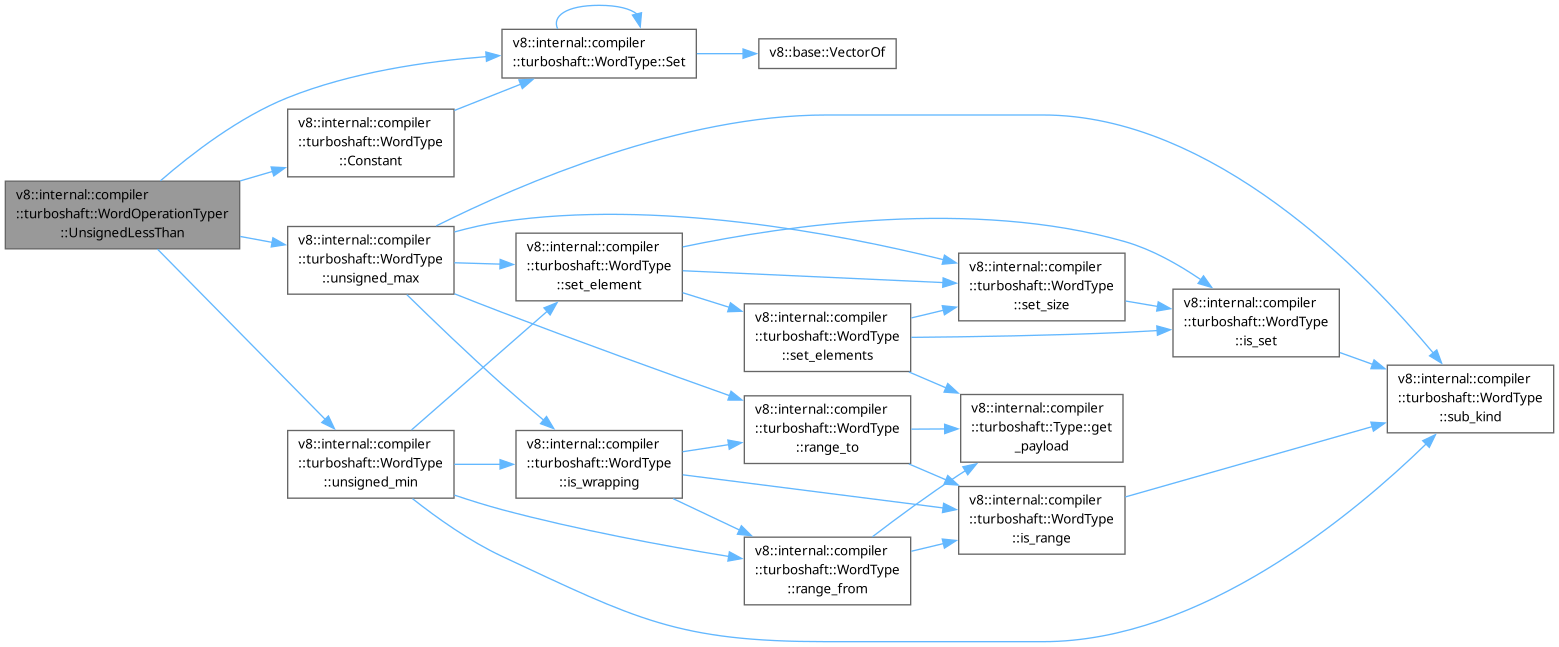 v8::internal::compiler
::turboshaft::WordOperationTyper
::UnsignedLessThan
v8::internal::compiler
::turboshaft::WordType
::Constant
v8::internal::compiler
::turboshaft::WordType::Set
v8::base::VectorOf
v8::internal::compiler
::turboshaft::WordType
::unsigned_max
v8::internal::compiler
::turboshaft::WordType
::unsigned_min
v8::internal::compiler
::turboshaft::WordType
::set_element
v8::internal::compiler
::turboshaft::WordType
::is_wrapping
v8::internal::compiler
::turboshaft::WordType
::set_elements
v8::internal::compiler
::turboshaft::WordType
::range_to
v8::internal::compiler
::turboshaft::WordType
::range_from
v8::internal::compiler
::turboshaft::WordType
::set_size
v8::internal::compiler
::turboshaft::Type::get
_payload
v8::internal::compiler
::turboshaft::WordType
::is_range
v8::internal::compiler
::turboshaft::WordType
::is_set
v8::internal::compiler
::turboshaft::WordType
::sub_kind